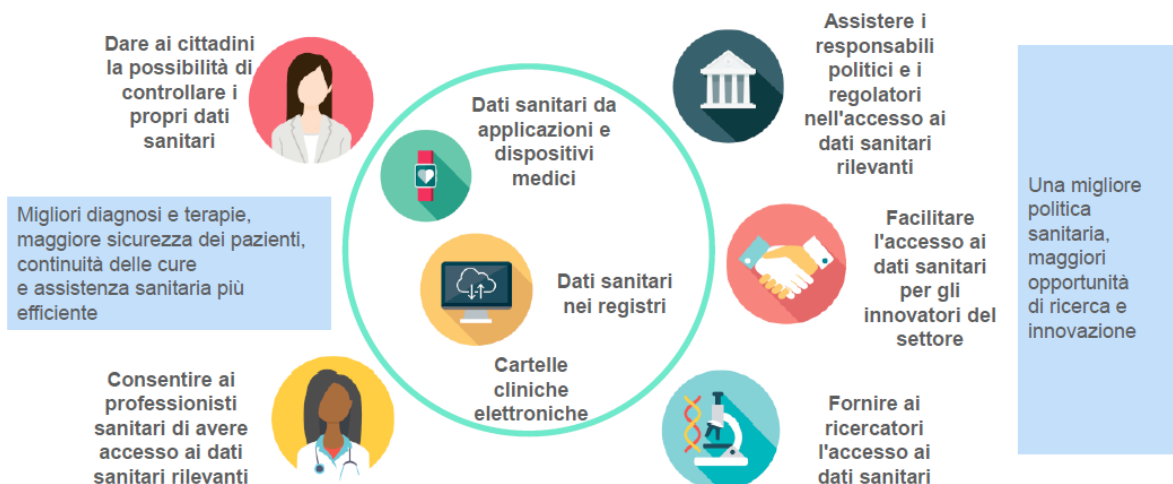 Dare ai cittadini
la possibilità di
controllare i
propri dati
sanitari
Migliori diagnosi e terapie,
maggiore sicurezza dei pazienti,
continuità delle cure
e assistenza sanitaria più
efficiente
Consentire ai
professionisti
sanitari di avere
accesso ai dati
sanitari rilevanti
Dati sanitari da
applicazioni e
dispositivi
medici
Dati sanitari
nei registri
Cartelle
cliniche
elettroniche
Assistere i
responsabili
politici e i
regolatori
nell'accesso ai
dati sanitari
rilevanti
Facilitare
l'accesso ai
dati sanitari
per gli
innovatori del
settore
Fornire ai
ricercatori
l'accesso ai
dati sanitari
Una migliore
politica
sanitaria,
maggiori
opportunità
di ricerca e
innovazione